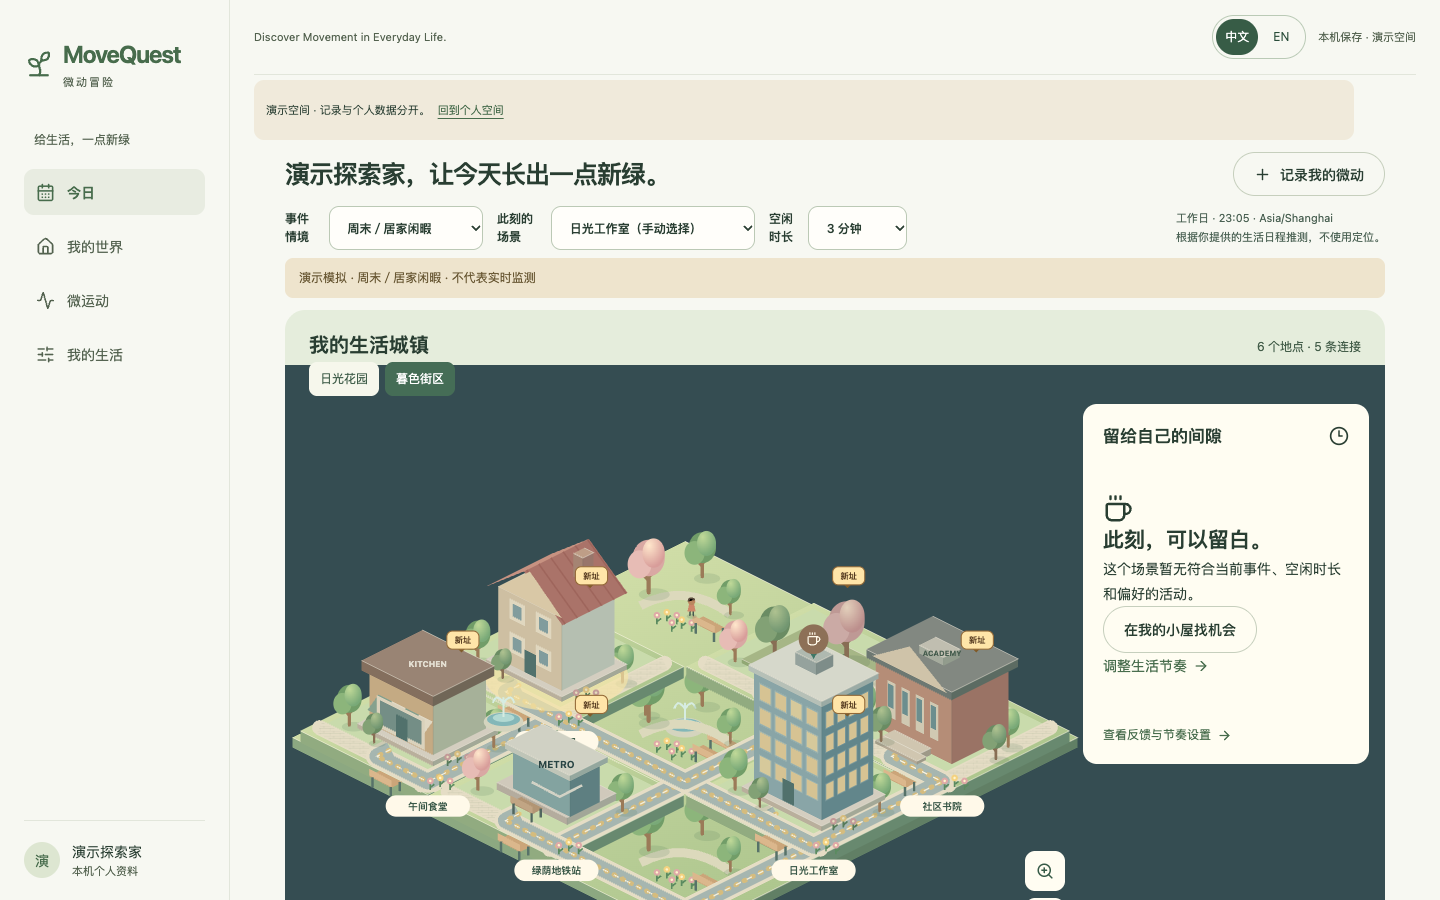 MoveQuest
微动冒险
给生活，一点新绿
今日
我的世界
微运动
我的生活
演
演示探索家
本机个人资料
Discover Movement in Everyday Life.
中文
EN
本机保存 · 演示空间
演示空间 · 记录与个人数据分开。 回到个人空间
演示探索家，让今天长出一点新绿。
记录我的微动
事件
情境
周末 / 居家闲暇
此刻的
场景
日光工作室（手动选择）
空闲
时长
3 分钟
工作日 · 23:05 · Asia/Shanghai
根据你提供的生活日程推测，不使用定位。
演示模拟 · 周末 / 居家闲暇 · 不代表实时监测
我的生活城镇
6 个地点 · 5 条连接
日光花园
暮色街区
新址
新址
新址
新址
新址
新址
KITCHEN
ACADEMY
METRO
午间食堂
社区书院
绿荫地铁站
日光工作室
留给自己的间隙
此刻，可以留白。
这个场景暂无符合当前事件、空闲时长
和偏好的活动。
在我的小屋找机会
调整生活节奏
查看反馈与节奏设置